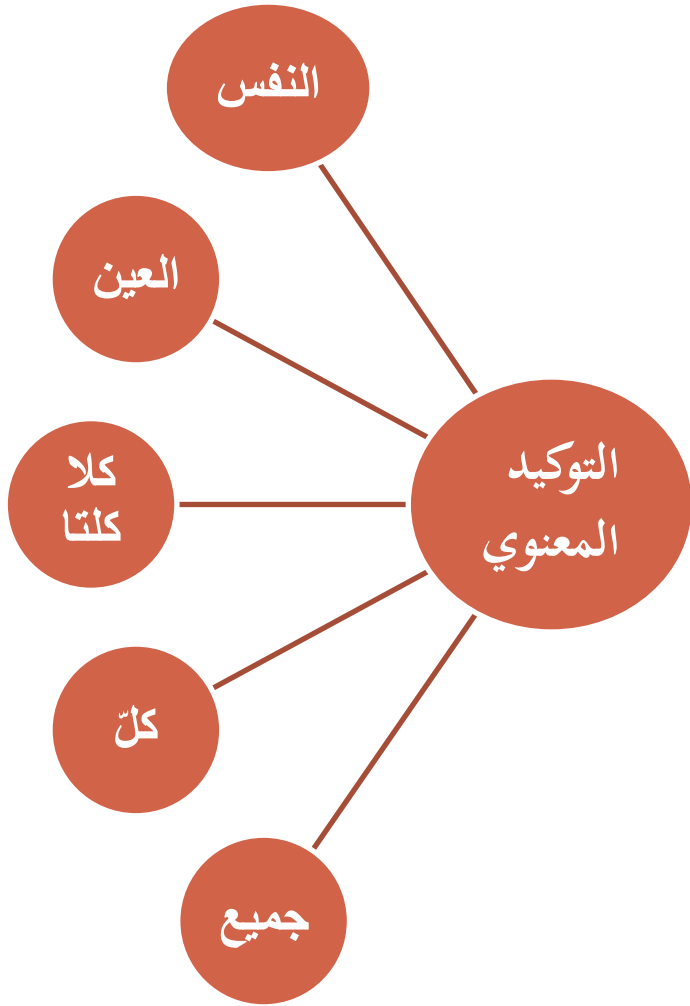 التوكيد
المعنوي
النفس
العين
كلا
كلتا
كلّ
جميع